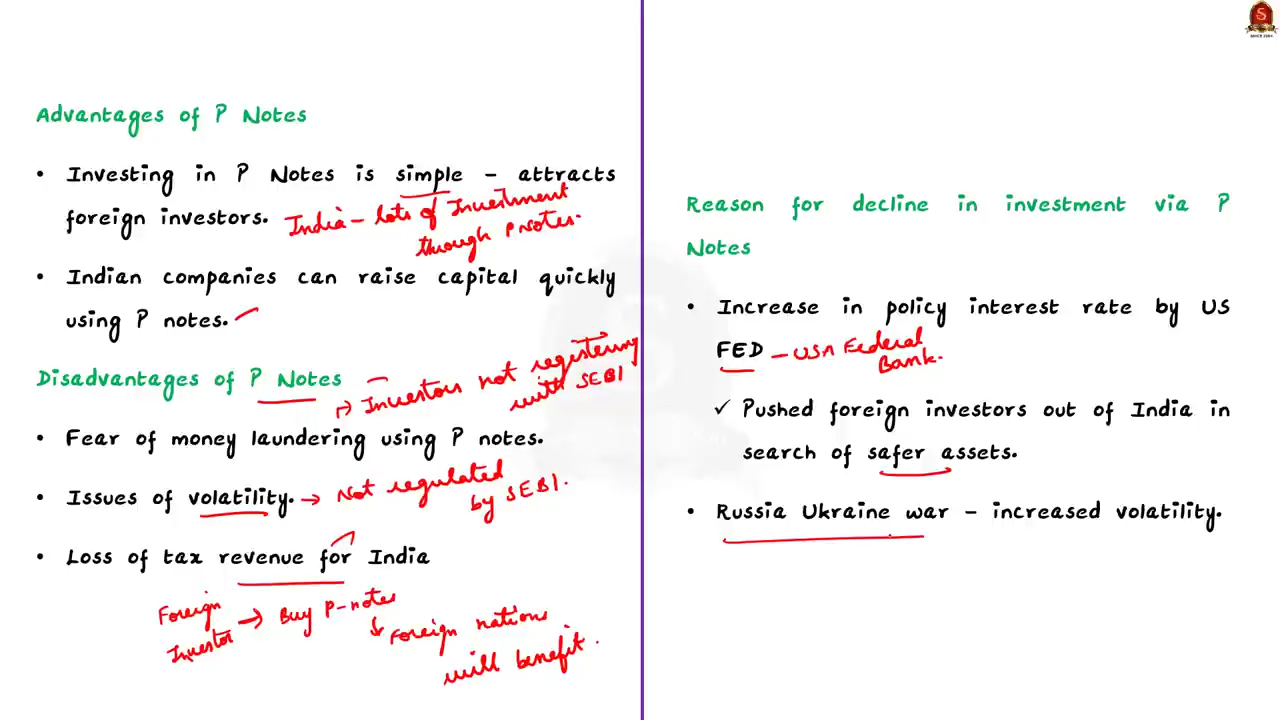 Advantages of P Notes
• Investing in P Notes is simple - attracts
foreign investors. India - lots of Investment
through P Notes.
• Indian companies can raise capital quickly
using P notes.
Disadvantages of P Notes
→ Investors not registering
with SEBI
• Fear of money laundering using P notes.
• Issues of volatility. → Not regulated
by SEBI.
• Loss of tax revenue for India
Foreign
Investor → Buy P-notes
↓ Foreign nations
will benefit.
Reason for decline in investment via P
Notes
• Increase in policy interest rate by US
FED - USA Federal
Bank.
✓ Pushed foreign investors out of India in
search of safer assets.
• Russia Ukraine war - increased volatility.
S
SINCE 2004